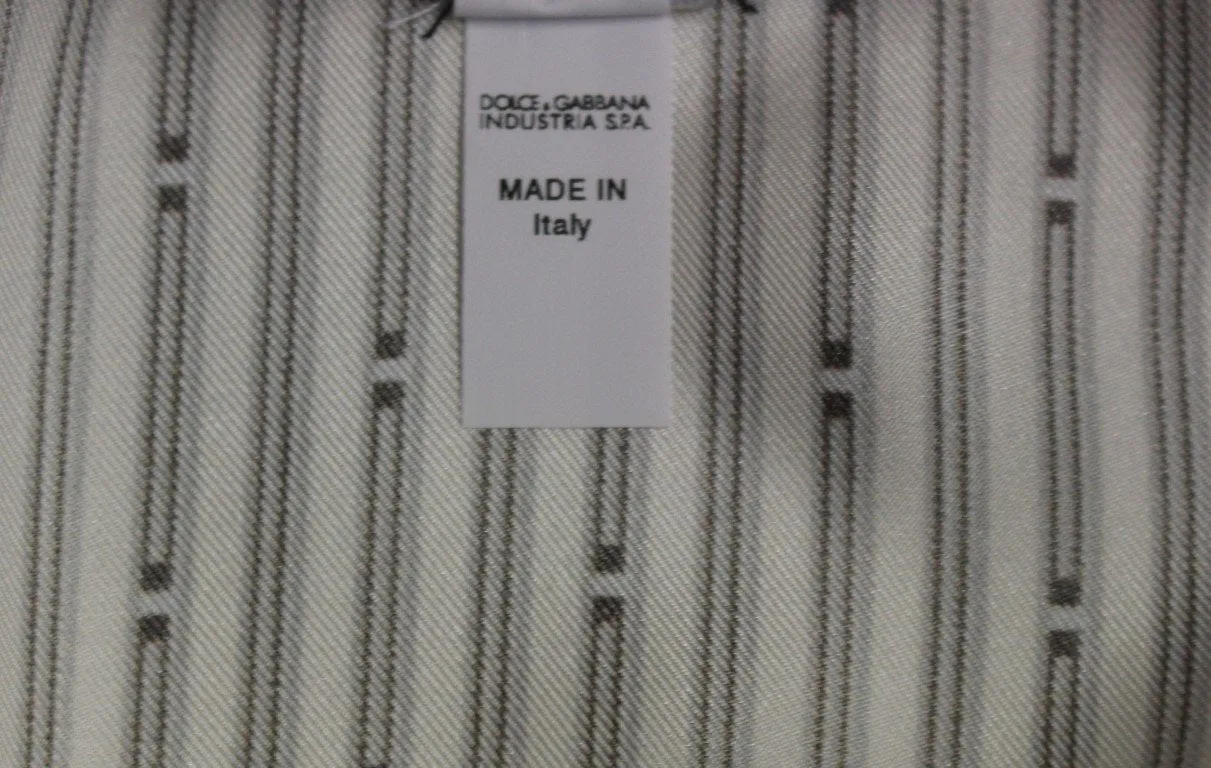 DOLCE & GABBANA
INDUSTRIA S.P.A.
MADE IN
Italy